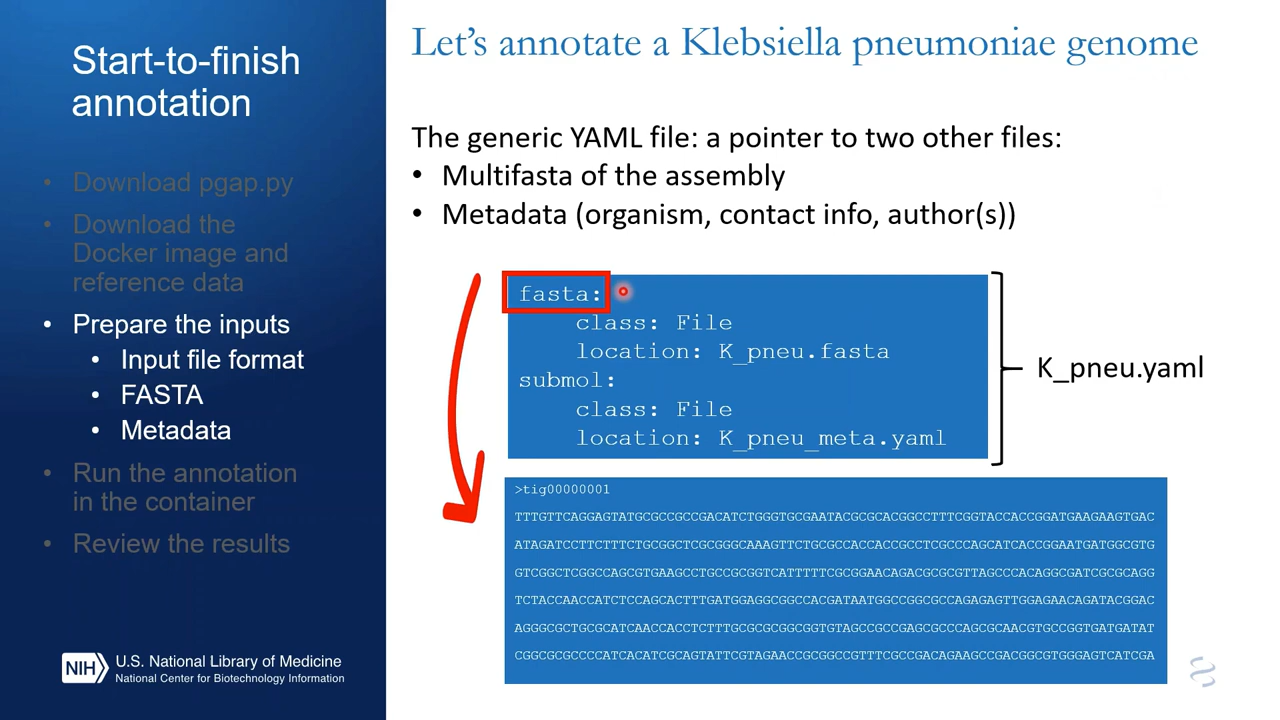 Start-to-finish
annotation
• Download pgap.py
• Download the
Docker image and
reference data
• Prepare the inputs
• Input file format
• FASTA
• Metadata
• Run the annotation
in the container
• Review the results
NIH
U.S. National Library of Medicine
National Center for Biotechnology Information
Let's annotate a Klebsiella pneumoniae genome
The generic YAML file: a pointer to two other files:
• Multifasta of the assembly
• Metadata (organism, contact info, author(s))
fasta:
class: File
location: K_pneu.fasta
submol:
class: File
location: K_pneu_meta.yaml
K_pneu.yaml
>tig00000001
TTTGTTCAGGAGTATGCGCCGCCGACATCTGGGTGCGAATACGCGCACGGCCTTTCGGTACCACCGGATGAAGAAGTGAC
ATAGATCCTTCTTTCTGCGGCTCGCGGGCAAAGTTCTGCGCCACCACCGCCTCGCCCAGCATCACCGGAATGATGGCGTG
GTCGGCTCGGCCAGCGTGAAGCCTGCCGCGGTCATTTTTCGCGGAACAGACGCGCGTTAGCCCACAGGCGATCGCGCAGG
TCTACCAACCATCTCCAGCACTTTGATGGAGGCGGCCACGATAATGGCCGGCGCCAGAGAGTTGGAGAACAGATACGGAC
AGGGCGCTGCGCATCAACCACCTCTTTGCGCGCGGCGGTGTAGCCGCCGAGCGCCCAGCGCAACGTGCCGGTGATGATAT
CGGCGCGCCCCATCACATCGCAGTATTCGTAGAACCGCGGCCGTTTCGCCGACAGAAGCCGACGGCGTGGGAGTCATCGA